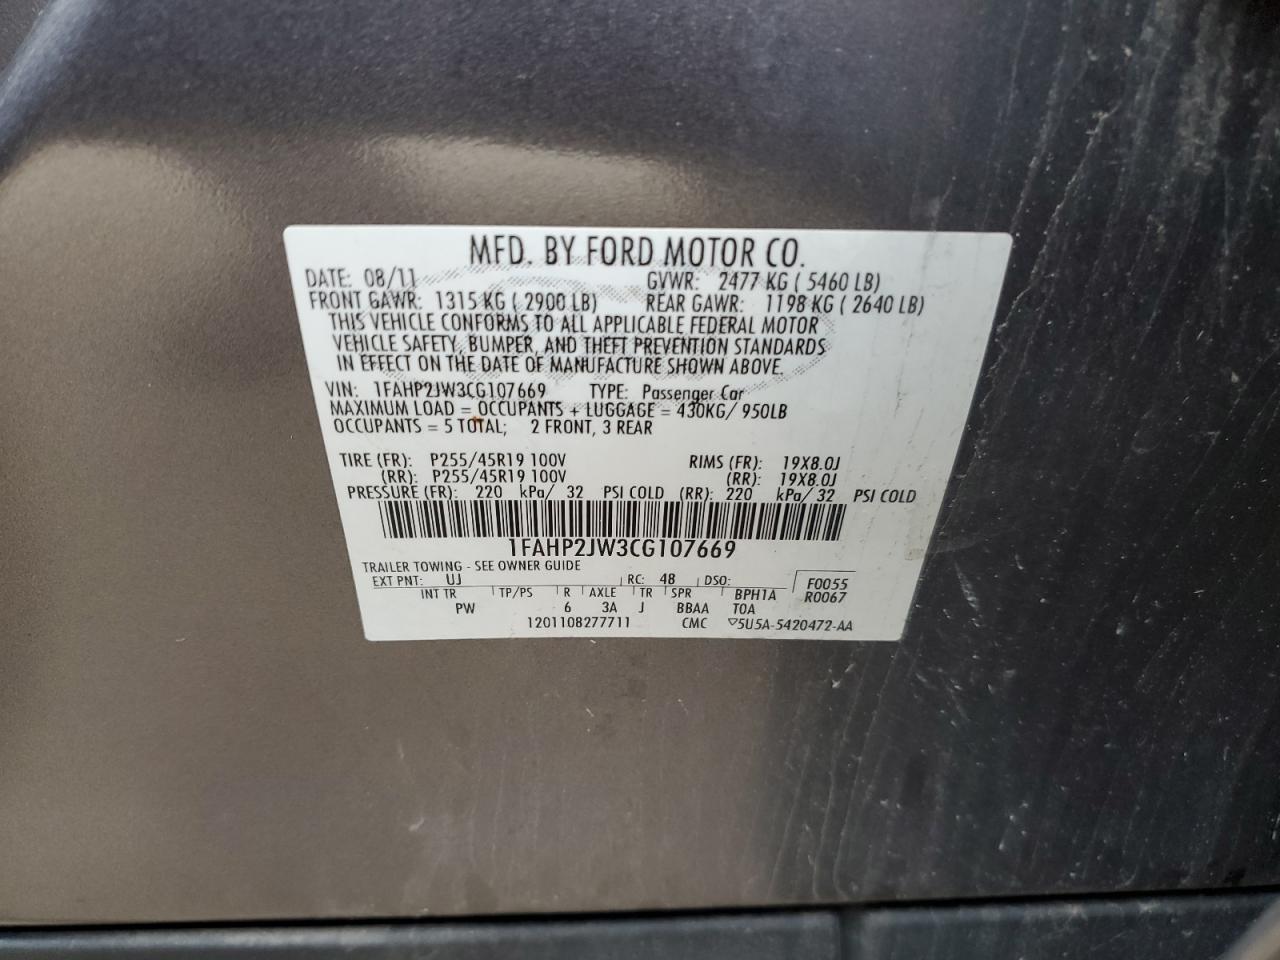 MFD. BY FORD MOTOR CO.
DATE: 08/11 GVWR: 2477 KG ( 5460 LB)
FRONT GAWR: 1315 KG ( 2900 LB) REAR GAWR: 1198 KG ( 2640 LB)
THIS VEHICLE CONFORMS TO ALL APPLICABLE FEDERAL MOTOR
VEHICLE SAFETY, BUMPER, AND THEFT PREVENTION STANDARDS
IN EFFECT ON THE DATE OF MANUFACTURE SHOWN ABOVE.
VIN: 1FAHP2JW3CG107669 TYPE: Passenger Car
MAXIMUM LOAD = OCCUPANTS + LUGGAGE = 430KG/ 950LB
OCCUPANTS = 5 TOTAL; 2 FRONT, 3 REAR
TIRE (FR): P255/45R19 100V RIMS (FR): 19X8.0J
(RR): P255/45R19 100V (RR): 19X8.0J
PRESSURE (FR): 220 kPa/ 32 PSI COLD (RR): 220 kPa/ 32 PSI COLD
1FAHP2JW3CG107669
TRAILER TOWING - SEE OWNER GUIDE
EXT PNT: UJ RC: 48 DSO: F0055
INT TR TP/PS R AXLE TR SPR BPH1A R0067
PW 6 3A J BBAA TOA
1201108277711 CMC ▽5U5A-5420472-AA